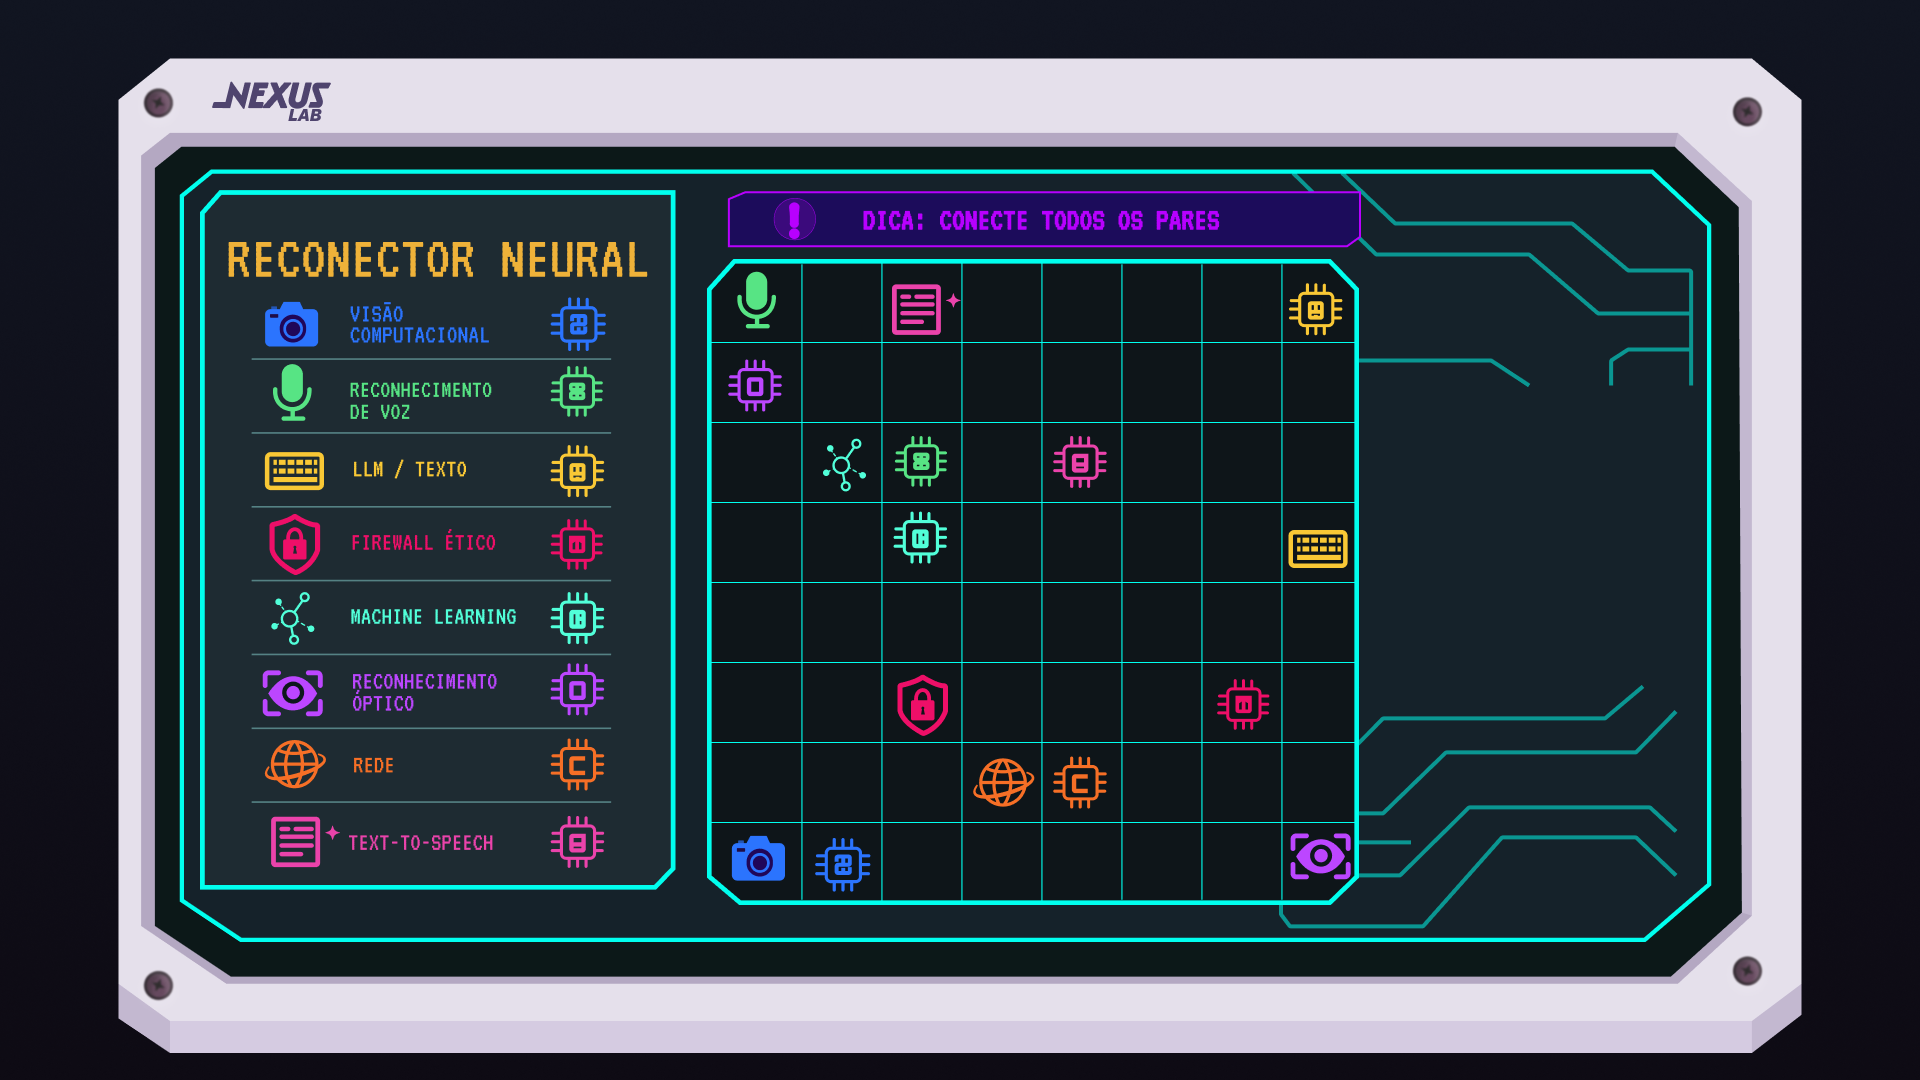 NEXUS
LAB
RECONECTOR NEURAL
VISÃO
COMPUTACIONAL
RECONHECIMENTO
DE VOZ
LLM / TEXTO
FIREWALL ÉTICO
MACHINE LEARNING
RECONHECIMENTO
ÓPTICO
REDE
TEXT-TO-SPEECH
DICA: CONECTE TODOS OS PARES